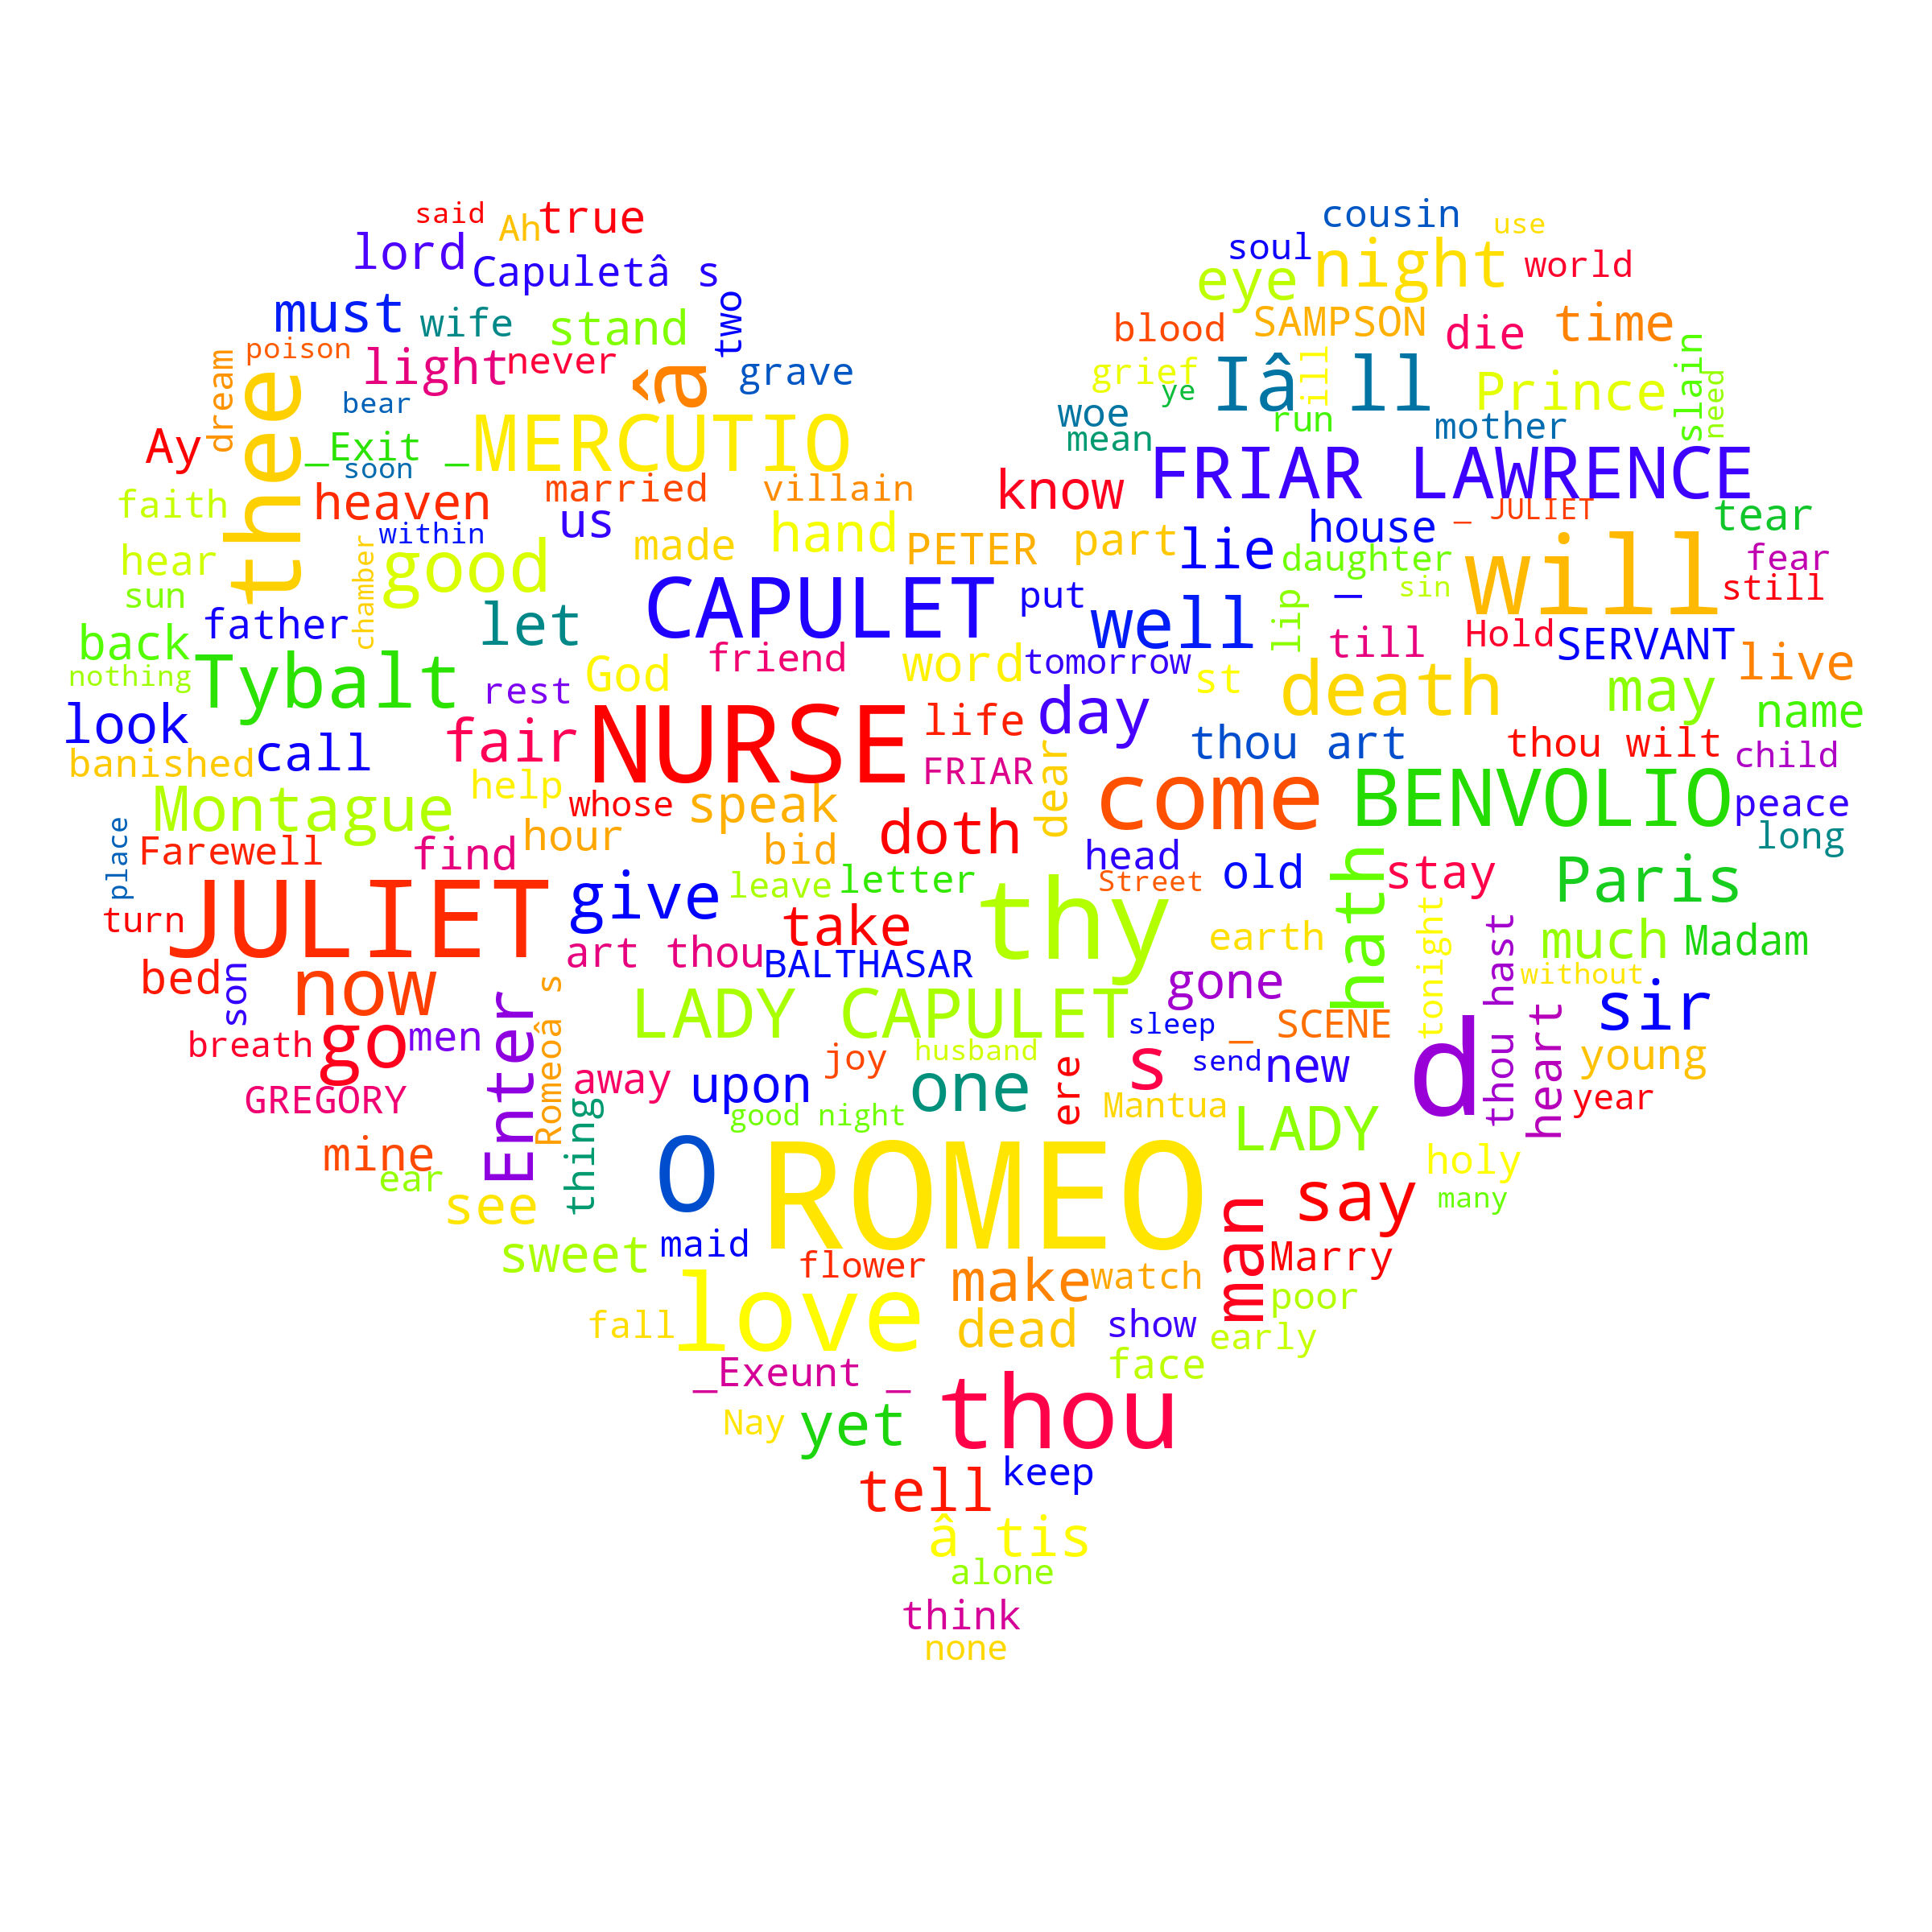 said
Ah
true
cousin
use
lord
Capuletâ s
soul
eye
night
world
must
wife
stand
two
blood
SAMPSON
die
time
poison
light
never
â
grave
grief
ye
Iâ ll
ill
Prince
slain
need
dream
thee
bear
woe
run
mother
Ay
_Exit _
MERCUTIO
mean
soon
FRIAR LAWRENCE
faith
heaven
married
villain
know
_ JULIET
within
us
hand
house
tear
hear
chamber
good
made
PETER
part
lie
daughter
will
fear
sun
CAPULET
put
well
lip
_
sin
still
back
father
let
till
Hold
SERVANT
nothing
Tybalt
rest
God
friend
word
tomorrow
st
death
may
live
look
fair
NURSE
life
day
name
banished
call
help
FRIAR
dear
thou art
thou wilt
child
Montague
whose
speak
come
BENVOLIO
peace
place
Farewell
find
hour
bid
doth
head
long
JULIET
give
leave
letter
Street
old
hath
stay
Paris
turn
take
thy
art thou
earth
tonight
thou hast
much
Madam
bed
son
now
BALTHASAR
gone
without
Enter
Romeoâ s
LADY CAPULET
sleep
_ SCENE
d
heart
sir
breath
go
men
joy
husband
s
send
new
young
GREGORY
away
upon
one
ere
Mantua
year
thing
good night
LADY
mine
O
ROMEO
holy
ear
see
man
say
many
sweet
maid
flower
make
watch
Marry
fall
love
dead
show
poor
early
_Exeunt _
face
Nay
yet
thou
tell
keep
â tis
alone
think
none